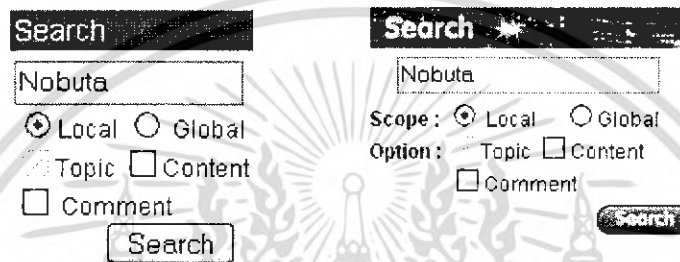 Search
Nobuta
Local Global
Topic Content
Comment
Search
Search
Nobuta
Scope : Local Global
Option : Topic Content
Comment
Search